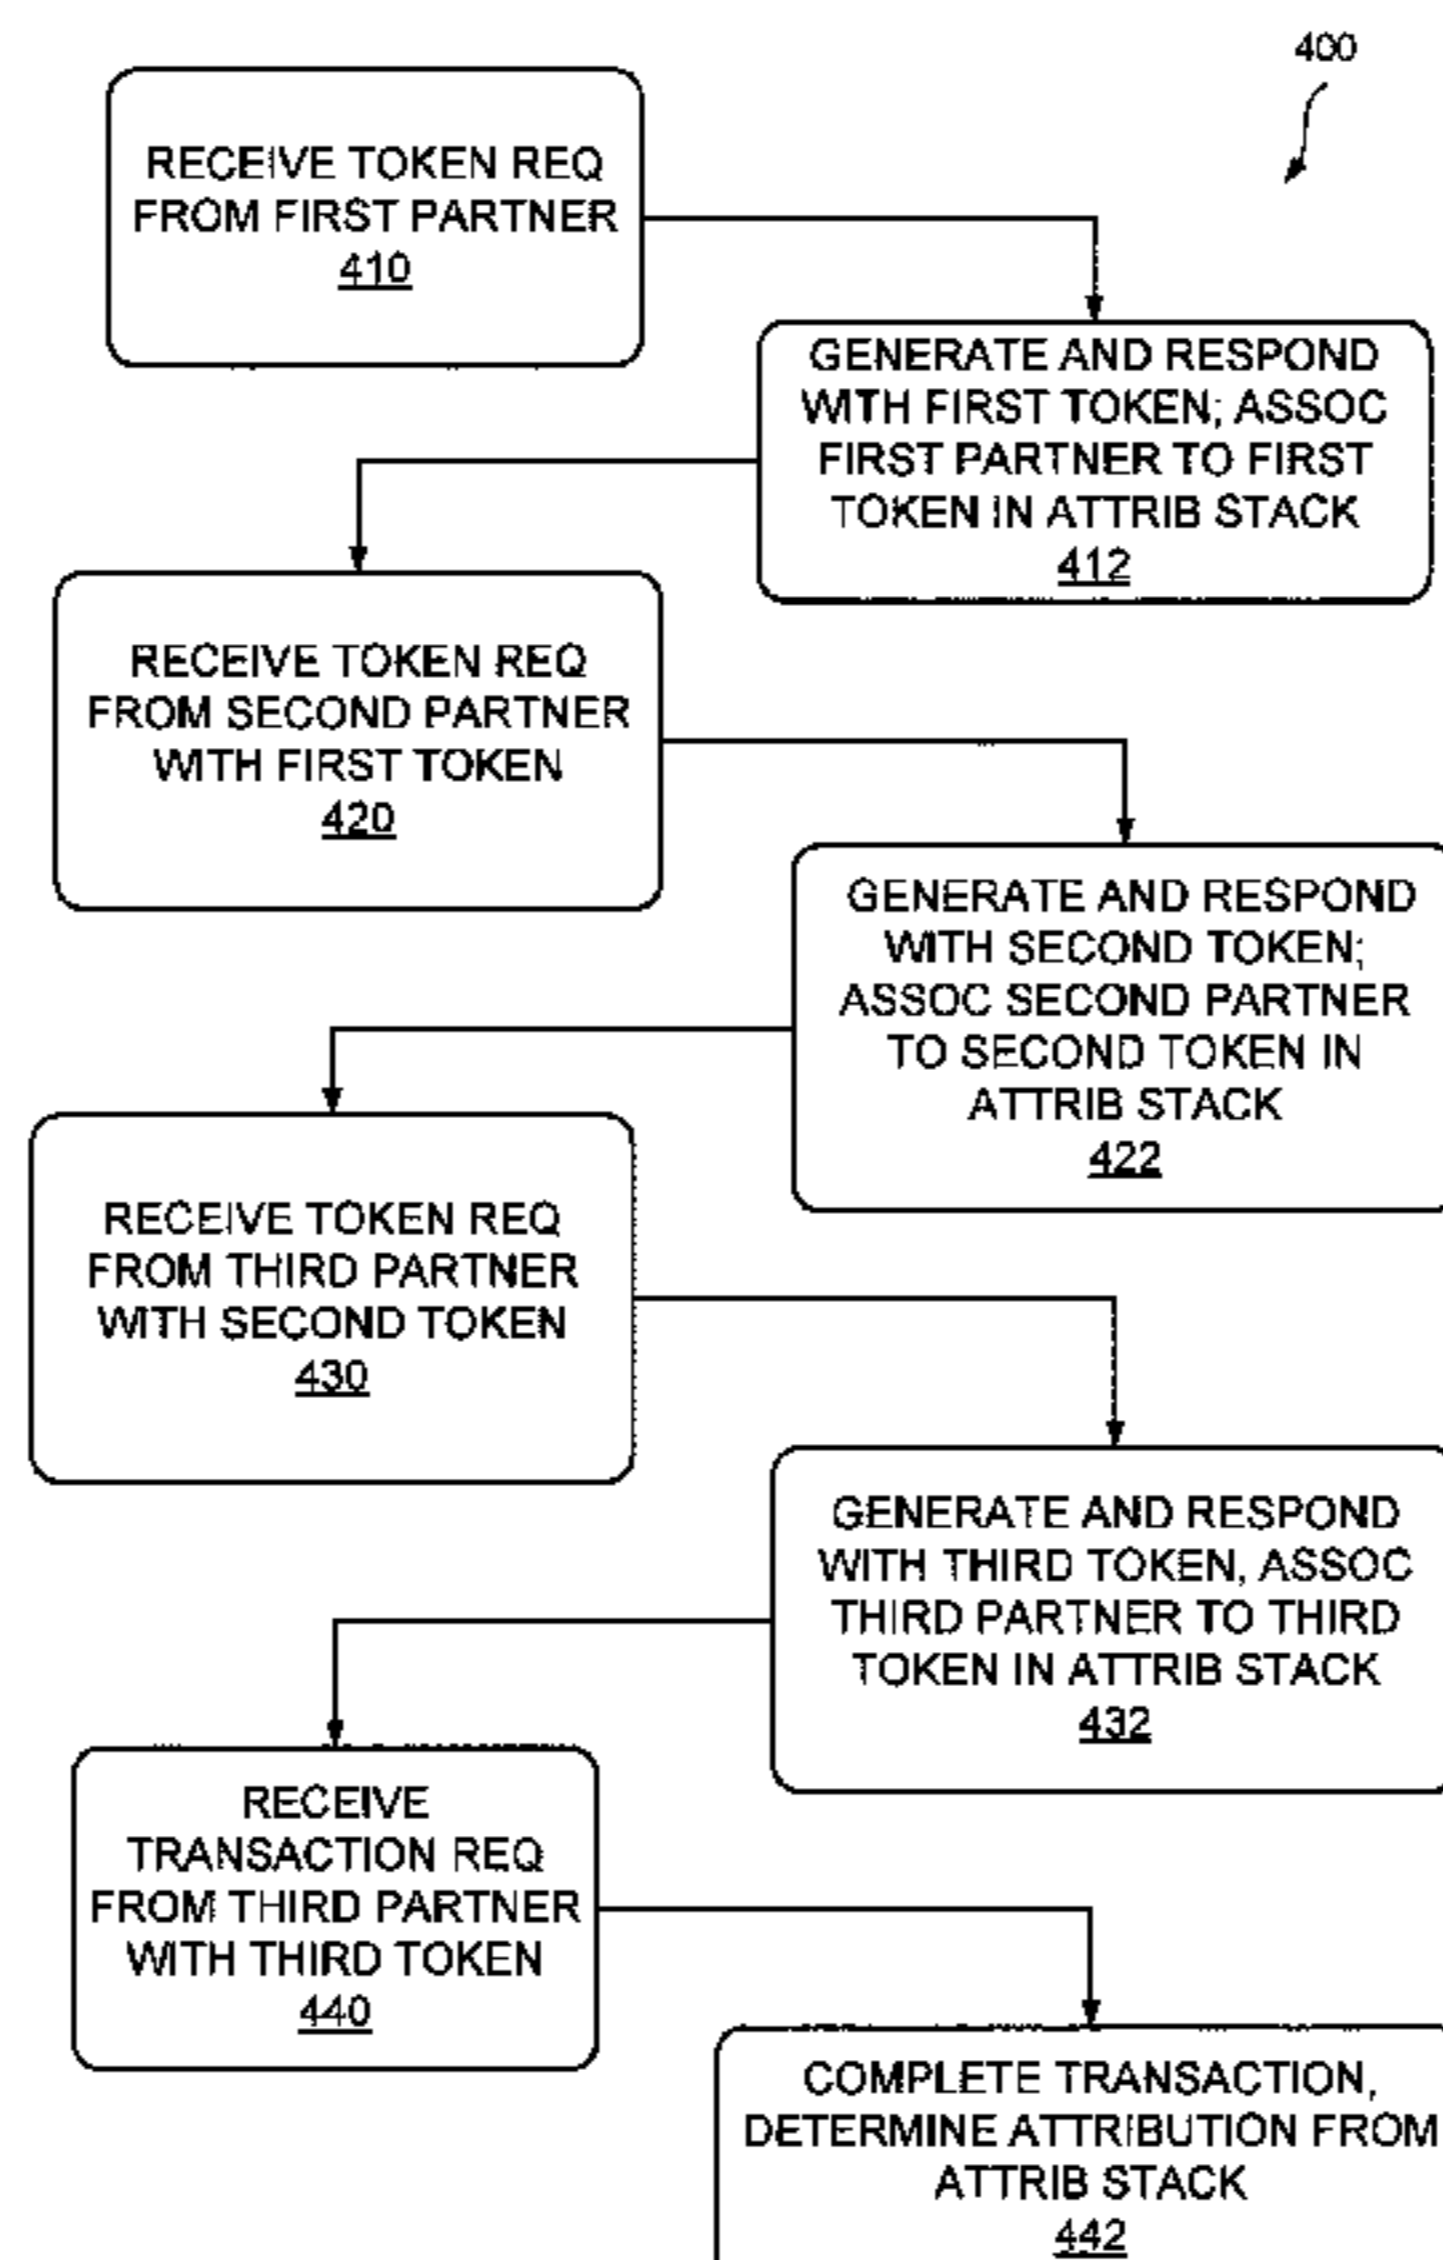 400
RECEIVE TOKEN REQ
FROM FIRST PARTNER
410
GENERATE AND RESPOND
WITH FIRST TOKEN; ASSOC
FIRST PARTNER TO FIRST
TOKEN IN ATTRIB STACK
412
RECEIVE TOKEN REQ
FROM SECOND PARTNER
WITH FIRST TOKEN
420
GENERATE AND RESPOND
WITH SECOND TOKEN;
ASSOC SECOND PARTNER
TO SECOND TOKEN IN
ATTRIB STACK
422
RECEIVE TOKEN REQ
FROM THIRD PARTNER
WITH SECOND TOKEN
430
GENERATE AND RESPOND
WITH THIRD TOKEN, ASSOC
THIRD PARTNER TO THIRD
TOKEN IN ATTRIB STACK
432
RECEIVE
TRANSACTION REQ
FROM THIRD PARTNER
WITH THIRD TOKEN
440
COMPLETE TRANSACTION,
DETERMINE ATTRIBUTION FROM
ATTRIB STACK
442